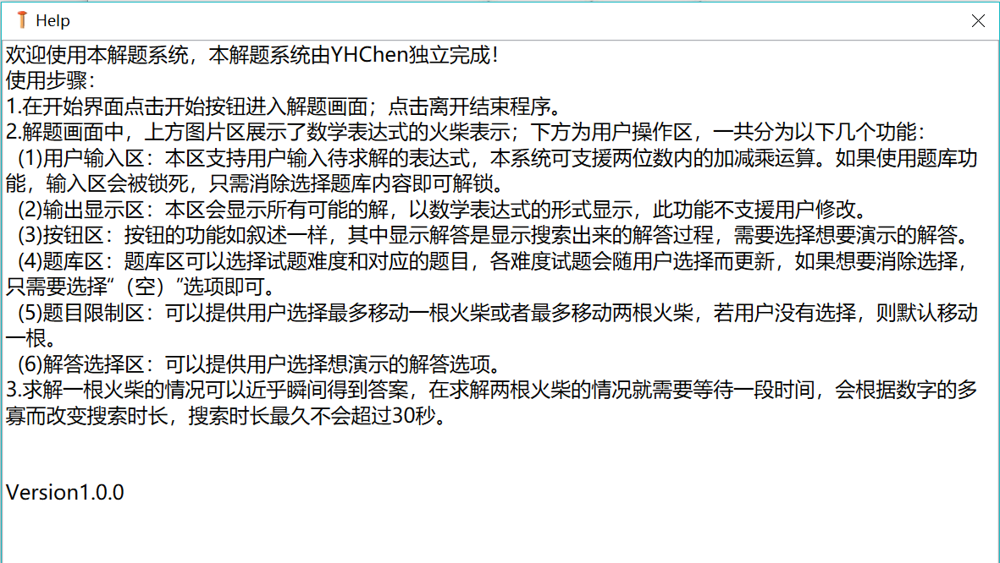 Help
欢迎使用本解题系统，本解题系统由YHChen独立完成！
使用步骤：
1.在开始界面点击开始按钮进入解题画面；点击离开结束程序。
2.解题画面中，上方图片区展示了数学表达式的火柴表示；下方为用户操作区，一共分为以下几个功能：
(1)用户输入区：本区支持用户输入待求解的表达式，本系统可支援两位数内的加减乘运算。如果使用题库功
能，输入区会被锁死，只需消除选择题库内容即可解锁。
(2)输出显示区：本区会显示所有可能的解，以数学表达式的形式显示，此功能不支援用户修改。
(3)按钮区：按钮的功能如叙述一样，其中显示解答是显示搜索出来的解答过程，需要选择想要演示的解答。
(4)题库区：题库区可以选择试题难度和对应的题目，各难度试题会随用户选择而更新，如果想要消除选择，
只需要选择“（空）”选项即可。
(5)题目限制区：可以提供用户选择最多移动一根火柴或者最多移动两根火柴，若用户没有选择，则默认移动
一根。
(6)解答选择区：可以提供用户选择想演示的解答选项。
3.求解一根火柴的情况可以近乎瞬间得到答案，在求解两根火柴的情况就需要等待一段时间，会根据数字的多
寡而改变搜索时长，搜索时长最久不会超过30秒。
Version1.0.0